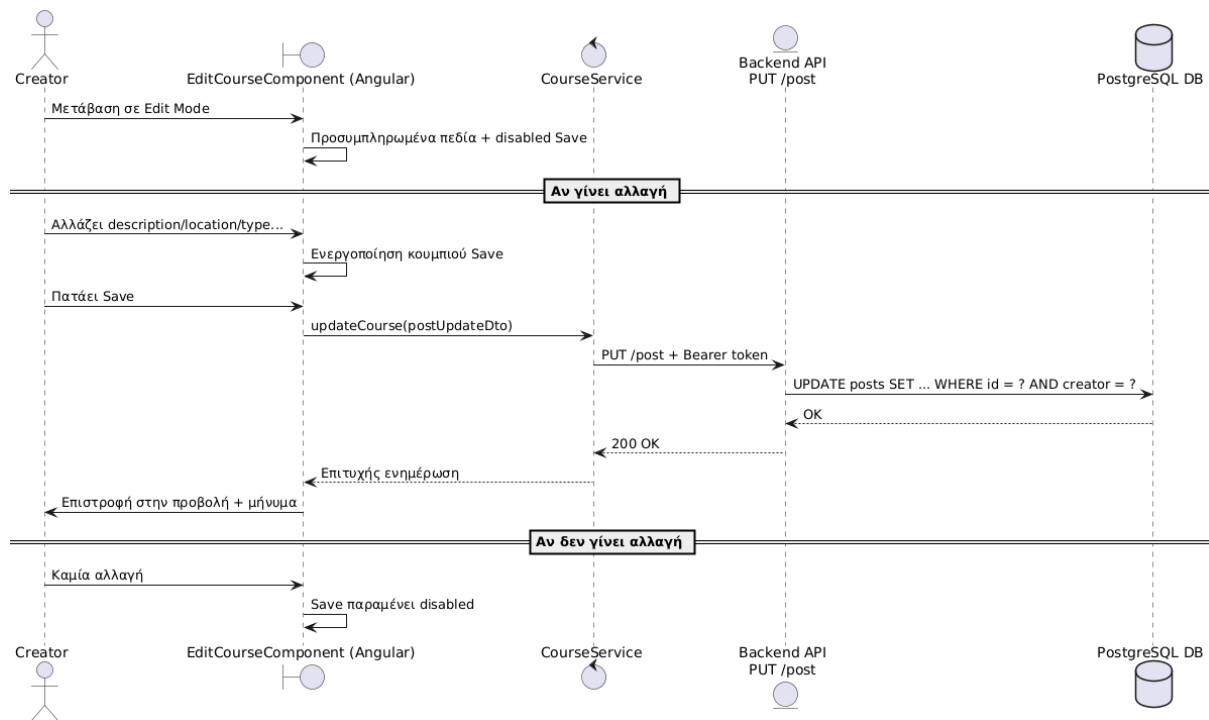 Creator
EditCourseComponent (Angular)
CourseService
Backend API
PUT /post
PostgreSQL DB
Μετάβαση σε Edit Mode
Προσυμπληρωμένα πεδία + disabled Save
Αν γίνει αλλαγή
Αλλάζει description/location/type...
Ενεργοποίηση κουμπιού Save
Πατάει Save
updateCourse(postUpdateDto)
PUT /post + Bearer token
UPDATE posts SET ... WHERE id = ? AND creator = ?
OK
200 OK
Επιτυχής ενημέρωση
Επιστροφή στην προβολή + μήνυμα
Αν δεν γίνει αλλαγή
Καμία αλλαγή
Save παραμένει disabled
Creator
EditCourseComponent (Angular)
CourseService
Backend API
PUT /post
PostgreSQL DB